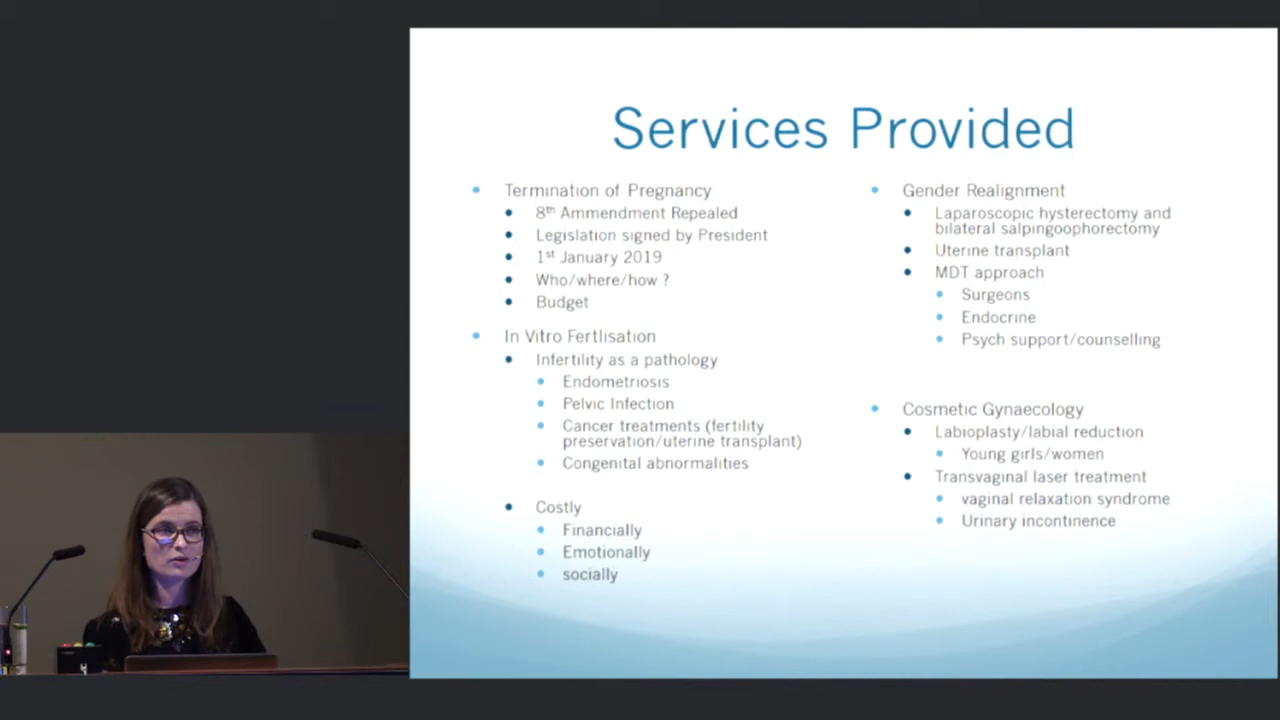 Services Provided
Termination of Pregnancy
8th Ammendment Repealed
Legislation signed by President
1st January 2019
Who/where/how ?
Budget
In Vitro Fertlisation
Infertility as a pathology
Endometriosis
Pelvic Infection
Cancer treatments (fertility
preservation/uterine transplant)
Congenital abnormalities
Costly
Financially
Emotionally
socially
Gender Realignment
Laparoscopic hysterectomy and
bilateral salpingoophorectomy
Uterine transplant
MDT approach
Surgeons
Endocrine
Psych support/counselling
Cosmetic Gynaecology
Labioplasty/labial reduction
Young girls/women
Transvaginal laser treatment
vaginal relaxation syndrome
Urinary incontinence